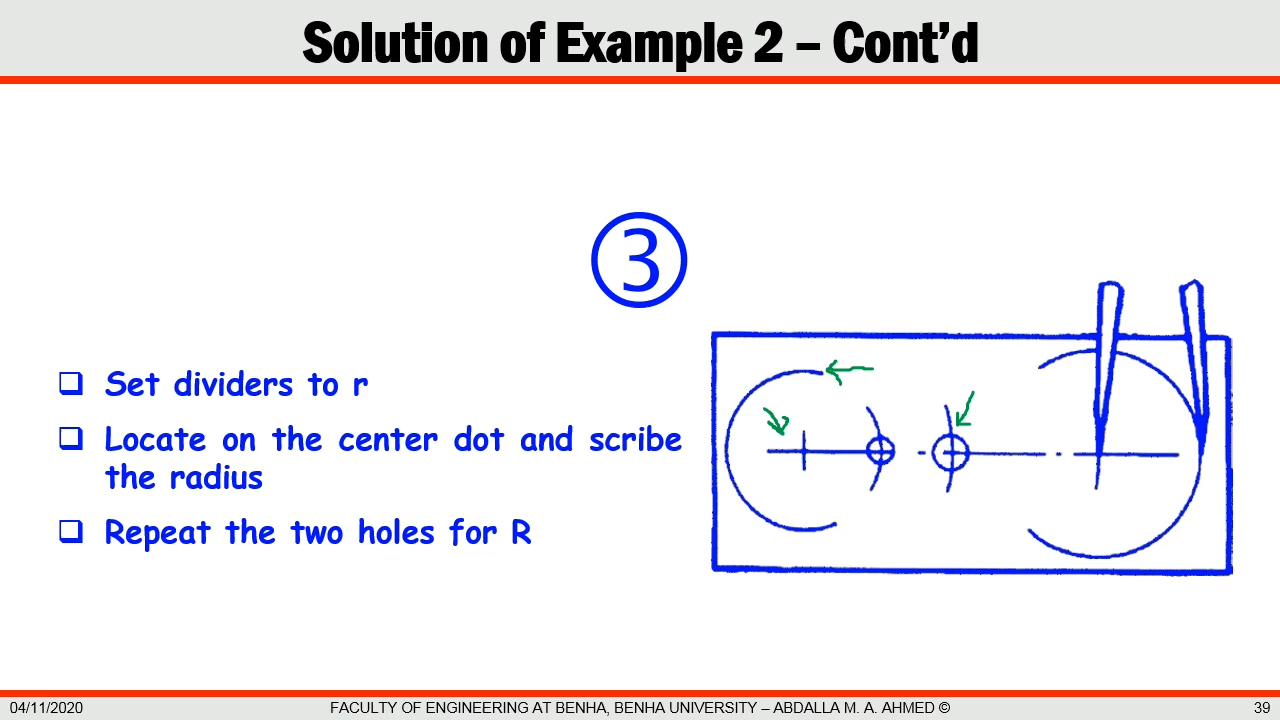 Solution of Example 2 – Cont’d
③
❑ Set dividers to r
❑ Locate on the center dot and scribe
the radius
❑ Repeat the two holes for R
04/11/2020
FACULTY OF ENGINEERING AT BENHA, BENHA UNIVERSITY – ABDALLA M. A. AHMED ©
39